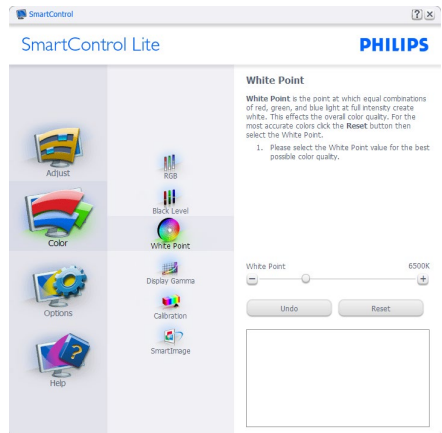 SmartControl
SmartControl Lite
PHILIPS
Adjust
Color
Options
Help
RGB
Black Level
White Point
Display Gamma
Calibration
SmartImage
White Point
White Point is the point at which equal combinations
of red, green, and blue light at full intensity create
white. This effects the overall color quality. For the
most accurate colors click the Reset button then
select the White Point.
1. Please select the White Point value for the best
possible color quality.
White Point 6500K
Undo Reset